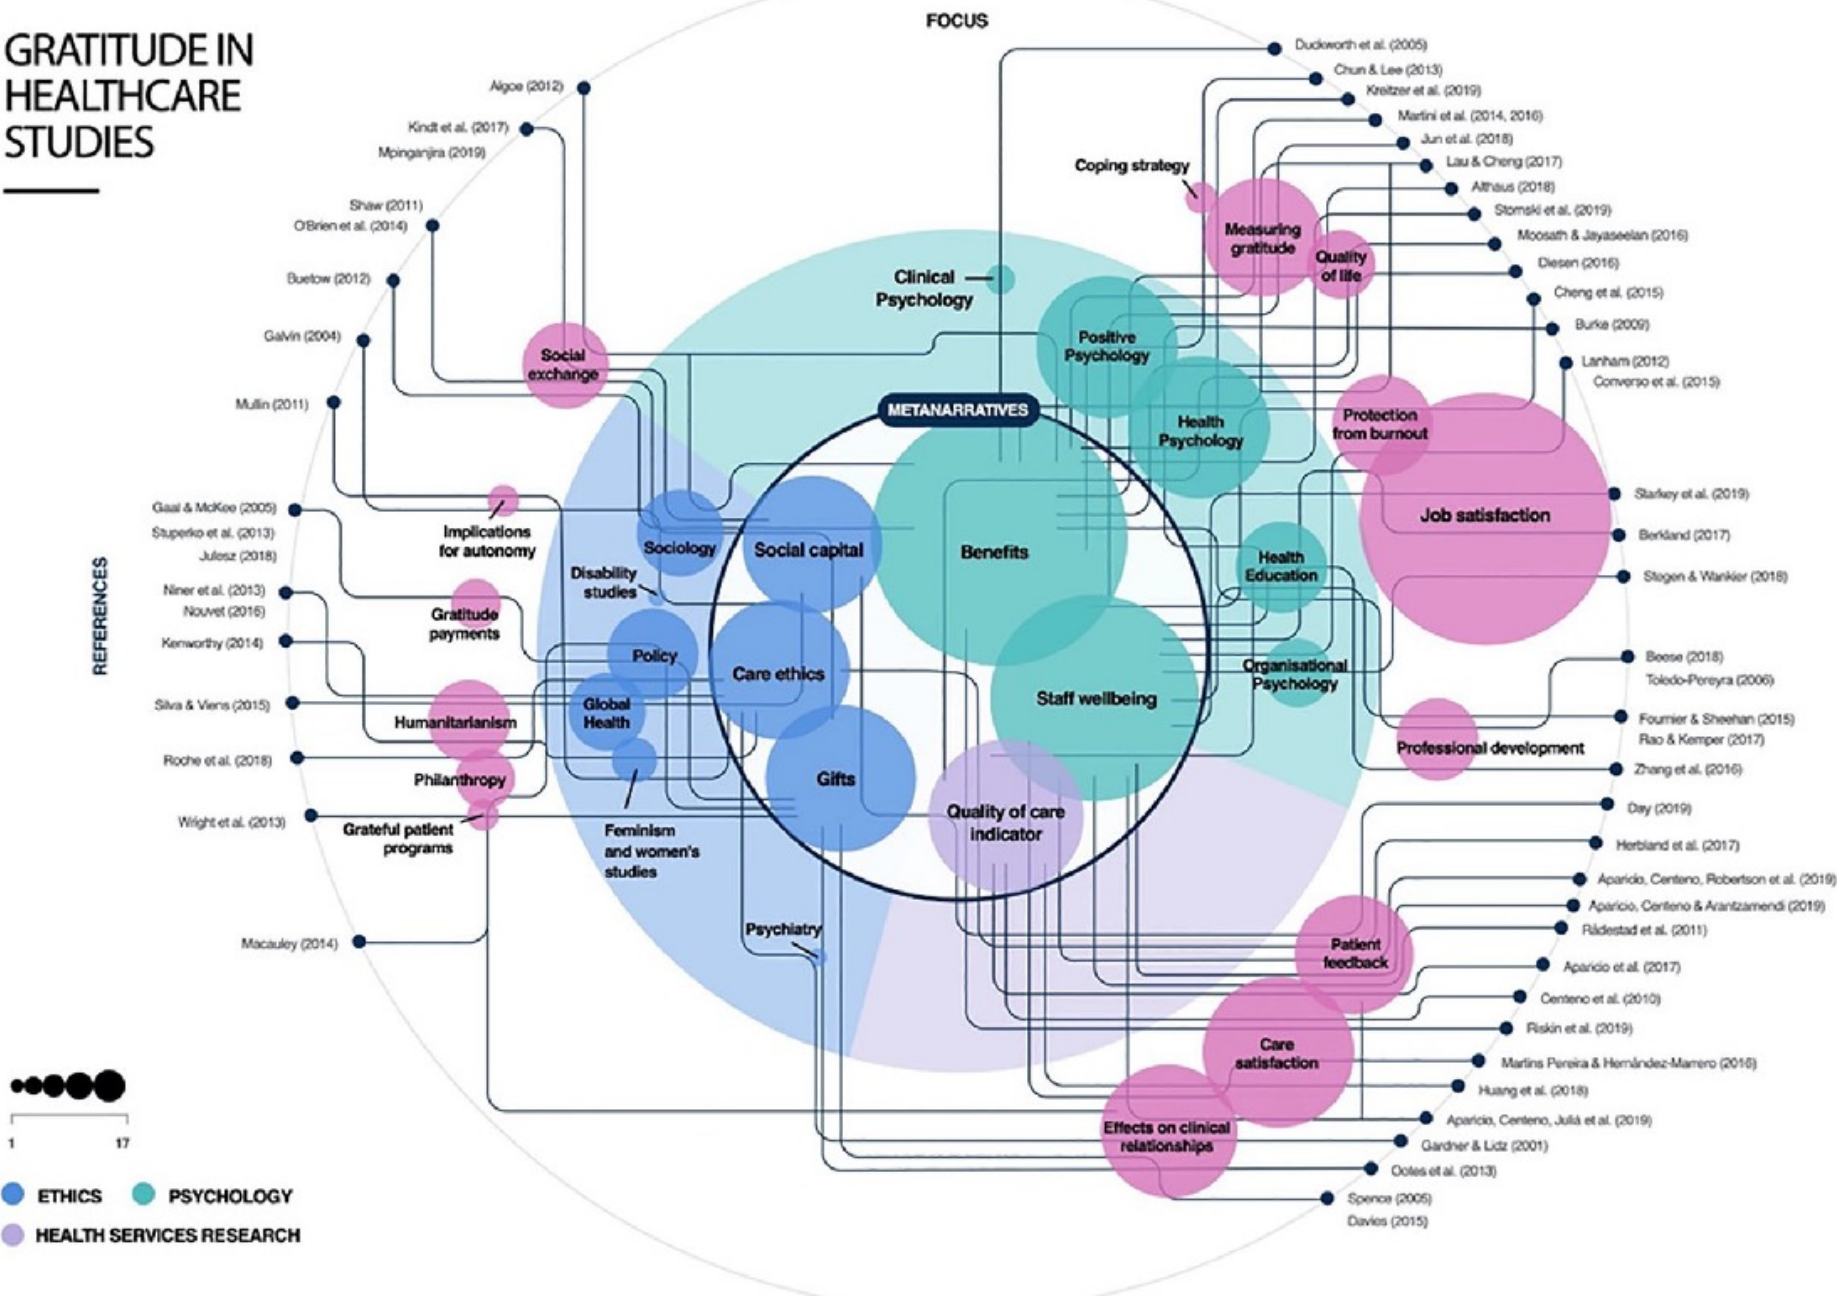 GRATITUDE IN
HEALTHCARE
STUDIES
FOCUS
REFERENCES
Algoe (2012)
Kindt et al. (2017)
Mpinganjira (2019)
Shaw (2011)
O'Brien et al. (2014)
Buetow (2012)
Galvin (2004)
Mullin (2011)
Gaal & McKee (2005)
Stuperko et al. (2013)
Julesz (2018)
Niner et al. (2013)
Nouvet (2016)
Kenworthy (2014)
Silva & Viens (2015)
Roche et al. (2018)
Wright et al. (2013)
Macauley (2014)
Social
exchange
Implications
for autonomy
Gratitude
payments
Humanitarianism
Philanthropy
Grateful patient
programs
Clinical
Psychology
Positive
Psychology
Health
Psychology
Health
Education
Organisational
Psychology
Sociology
Disability
studies
Policy
Global
Health
Feminism
and women's
studies
Psychiatry
METANARRATIVES
Social capital
Benefits
Care ethics
Staff wellbeing
Gifts
Quality of care
indicator
Coping strategy
Measuring
gratitude
Quality
of life
Protection
from burnout
Job satisfaction
Professional development
Patient
feedback
Care
satisfaction
Effects on clinical
relationships
Duckworth et al. (2005)
Chun & Lee (2013)
Kreitzer et al. (2019)
Martini et al. (2014, 2016)
Jun et al. (2018)
Lau & Cheng (2017)
Althaus (2018)
Stomski et al. (2019)
Moosath & Jayaseelan (2016)
Diesen (2016)
Cheng et al. (2015)
Burke (2009)
Lanham (2012)
Converso et al. (2015)
Starkey et al. (2019)
Berkland (2017)
Stegen & Wankier (2018)
Beese (2018)
Toledo-Pereyra (2006)
Fournier & Sheehan (2015)
Rao & Kemper (2017)
Zhang et al. (2016)
Day (2019)
Herbland et al. (2017)
Aparicio, Centeno, Robertson et al. (2019)
Aparicio, Centeno & Arantzamendi (2019)
Rådestad et al. (2011)
Aparicio et al. (2017)
Centeno et al. (2010)
Riskin et al. (2019)
Martins Pereira & Hernández-Marrero (2016)
Huang et al. (2018)
Aparicio, Centeno, Juliá et al. (2019)
Gardner & Lidz (2001)
Ooles et al. (2013)
Spence (2005)
Davies (2015)
1 17
ETHICS PSYCHOLOGY
HEALTH SERVICES RESEARCH